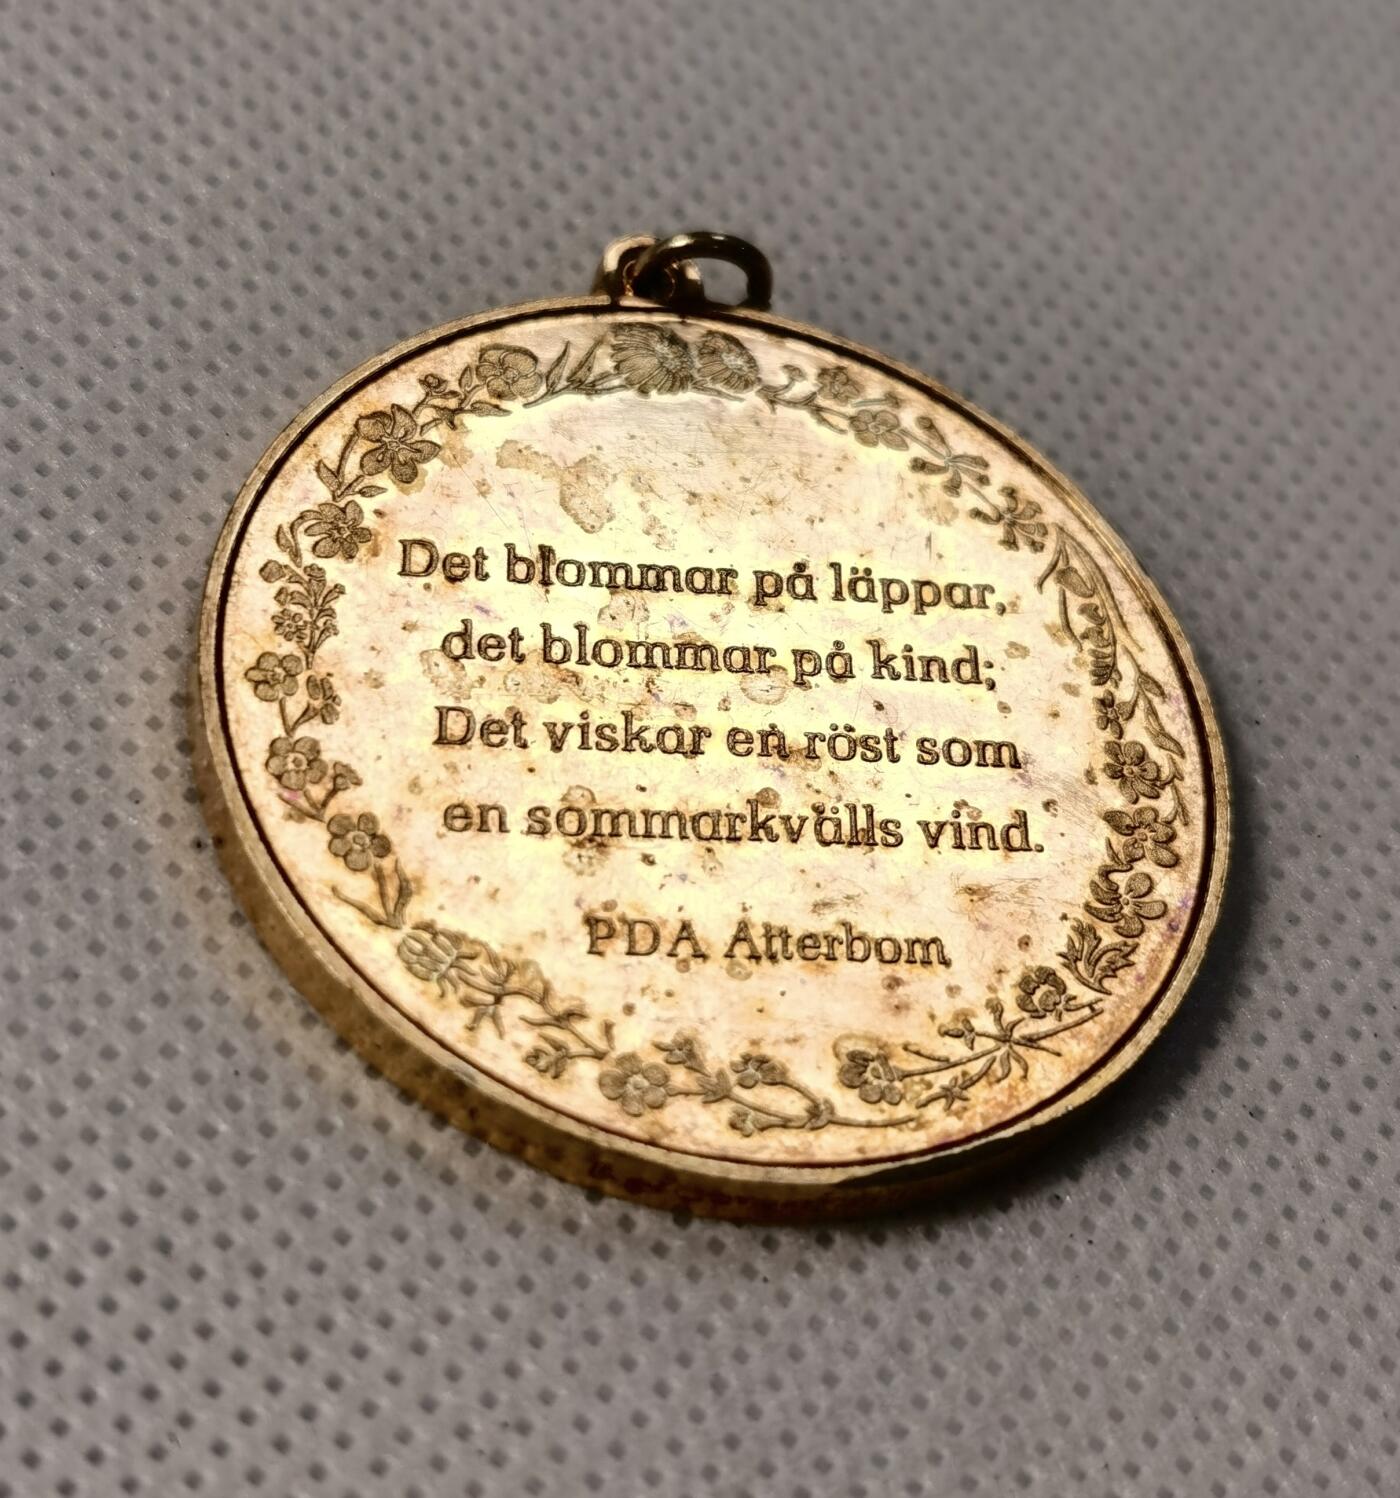 Det blommar på läppar,
det blommar på kind;
Det viskar en röst som
en sommarkvälls vind.
PDA Atterbom